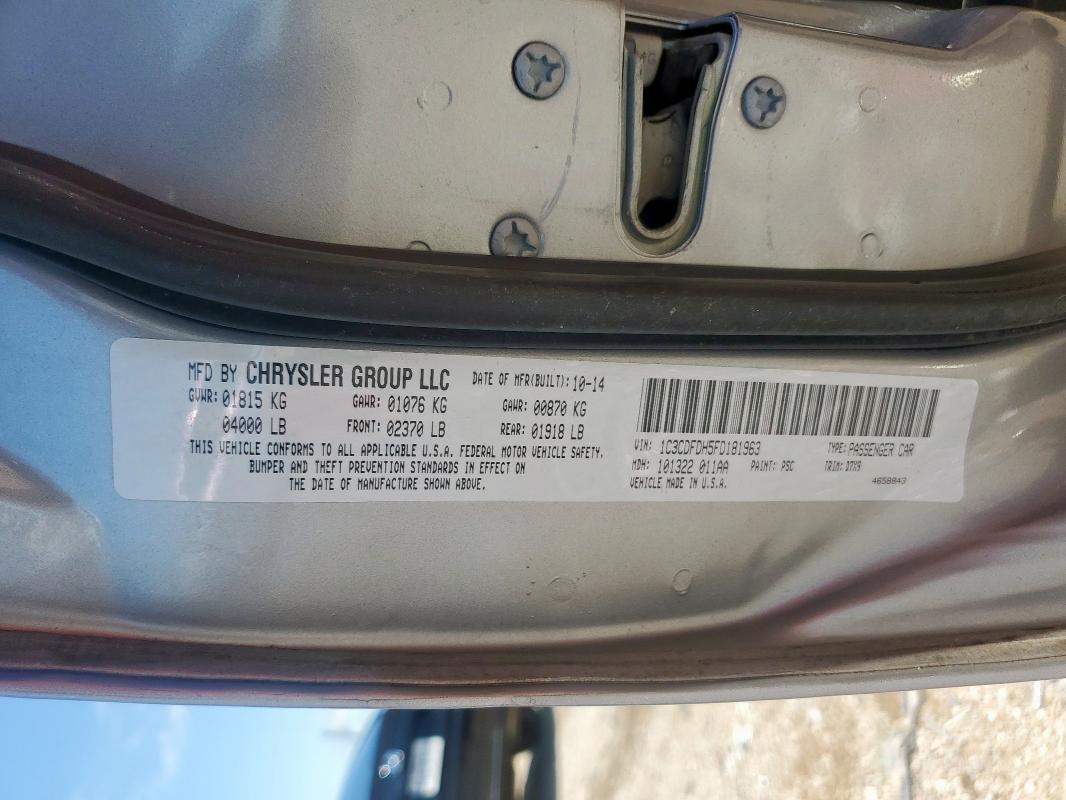 MFD BY CHRYSLER GROUP LLC DATE OF MFR(BUILT): 10-14
GVWR: 01815 KG GAWR: 01076 KG GAWR: 00870 KG
04000 LB FRONT: 02370 LB REAR: 01918 LB
THIS VEHICLE CONFORMS TO ALL APPLICABLE U.S.A. FEDERAL MOTOR VEHICLE SAFETY,
BUMPER AND THEFT PREVENTION STANDARDS IN EFFECT ON
THE DATE OF MANUFACTURE SHOWN ABOVE.
VIN: 1C3CDFDH5FD181963 TYPE: PASSENGER CAR
MDH: 101322 011AA PAINT: PSC TRIM: D7X9
VEHICLE MADE IN U.S.A. 4658843